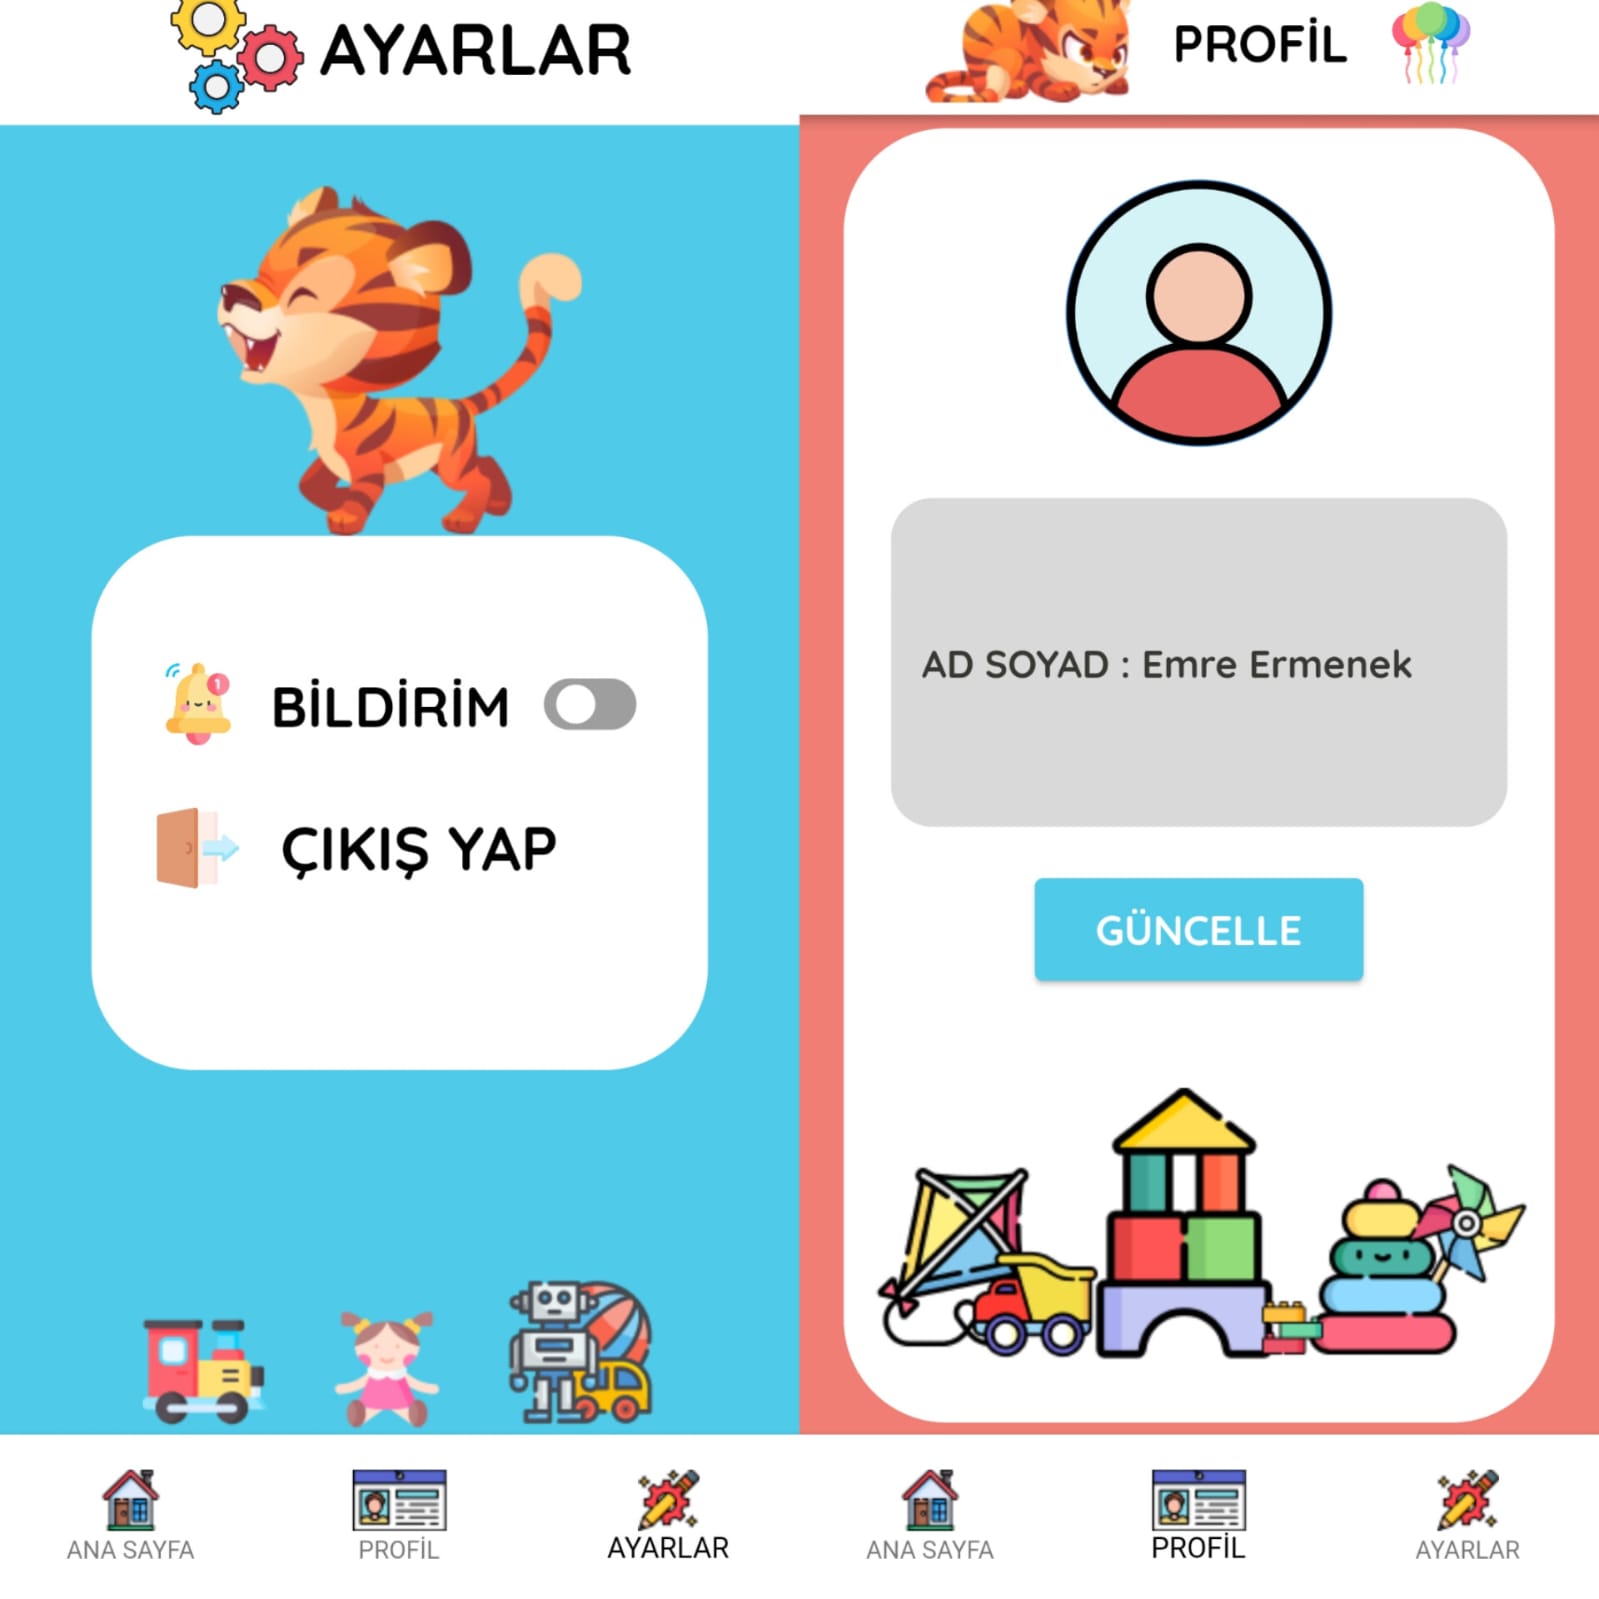 AYARLAR
BİLDİRİM
1
ÇIKIŞ YAP
ANA SAYFA
PROFİL
AYARLAR
PROFİL
AD SOYAD : Emre Ermenek
GÜNCELLE
ANA SAYFA
PROFİL
AYARLAR